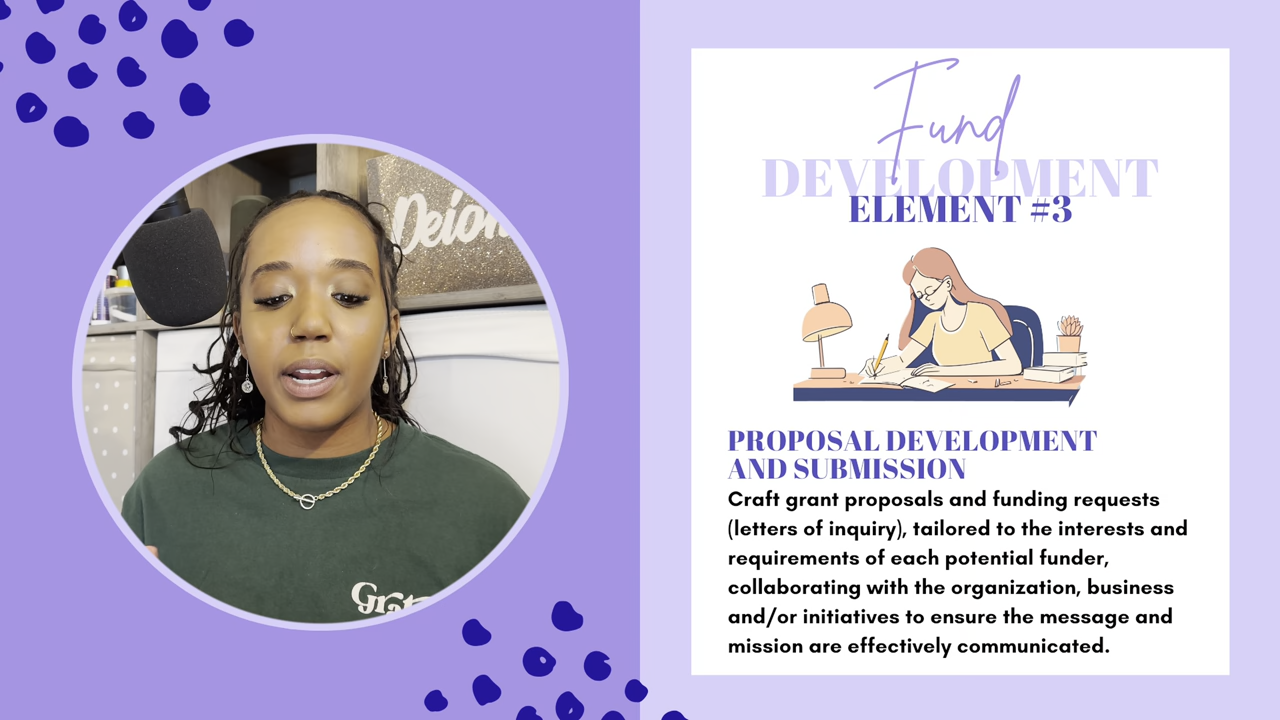 Fund
DEVELOPMENT
ELEMENT #3
PROPOSAL DEVELOPMENT
AND SUBMISSION
Craft grant proposals and funding requests
(letters of inquiry), tailored to the interests and
requirements of each potential funder,
collaborating with the organization, business
and/or initiatives to ensure the message and
mission are effectively communicated.